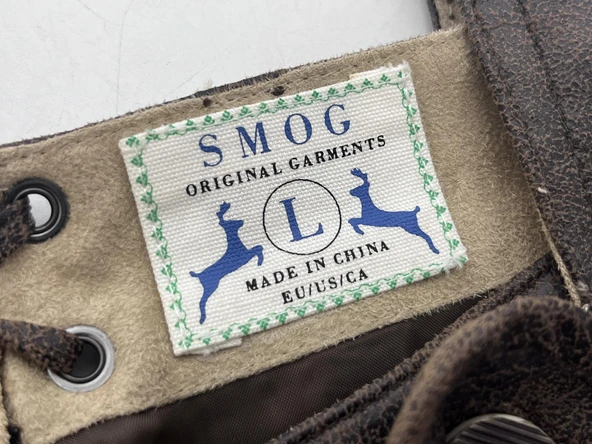 SMOG
ORIGINAL GARMENTS
L
MADE IN CHINA
EU/US/CA